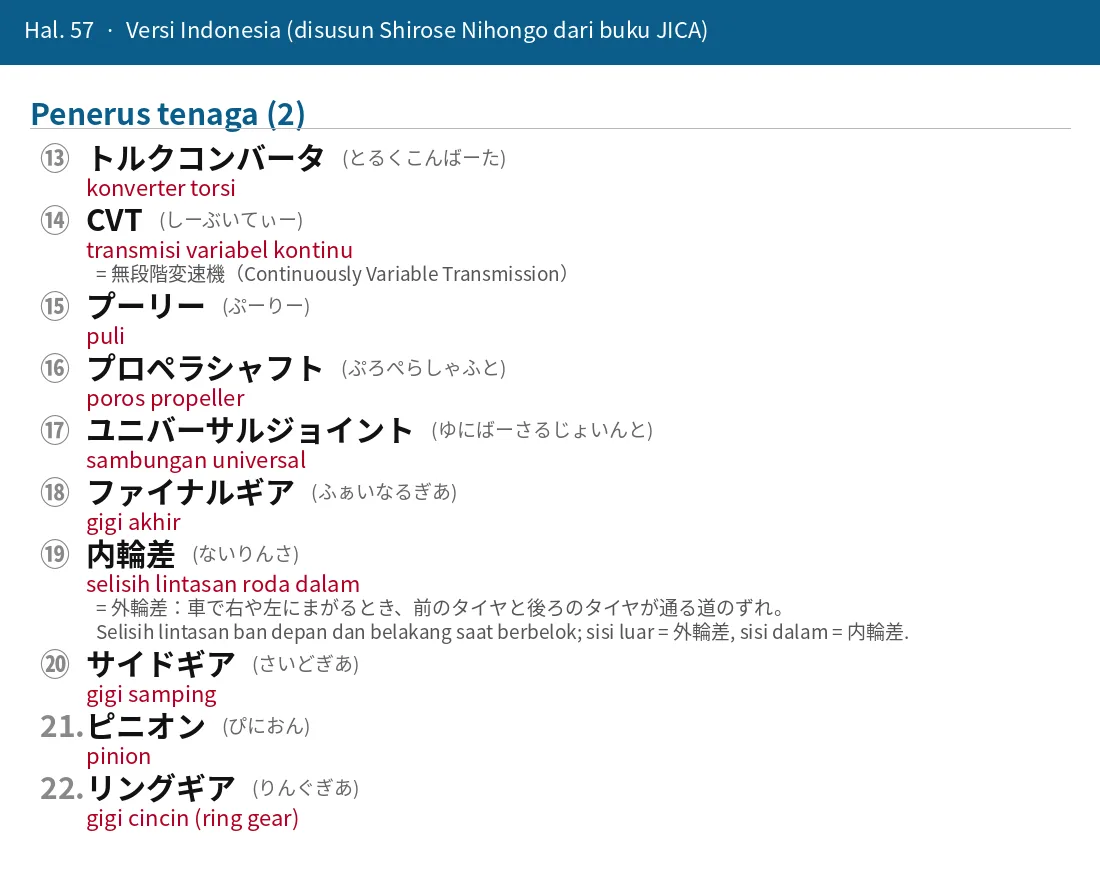 Hal. 57 · Versi Indonesia (disusun Shirose Nihongo dari buku JICA)
Penerus tenaga (2)
⑬ トルクコンバータ (とるくこんばーた)
konverter torsi
⑭ CVT (しーぶいてぃー)
transmisi variabel kontinu
= 無段階変速機（Continuously Variable Transmission）
⑮ プーリー (ぷーりー)
puli
⑯ プロペラシャフト (ぷろぺらしゃふと)
poros propeller
⑰ ユニバーサルジョイント (ゆにばーさるじょいんと)
sambungan universal
⑱ ファイナルギア (ふぁいなるぎあ)
gigi akhir
⑲ 内輪差 (ないりんさ)
selisih lintasan roda dalam
= 外輪差：車で右や左にまがるとき、前のタイヤと後ろのタイヤが通る道のずれ。
Selisih lintasan ban depan dan belakang saat berbelok; sisi luar = 外輪差, sisi dalam = 内輪差.
⑳ サイドギア (さいどぎあ)
gigi samping
21. ピニオン (ぴにおん)
pinion
22. リングギア (りんぐぎあ)
gigi cincin (ring gear)